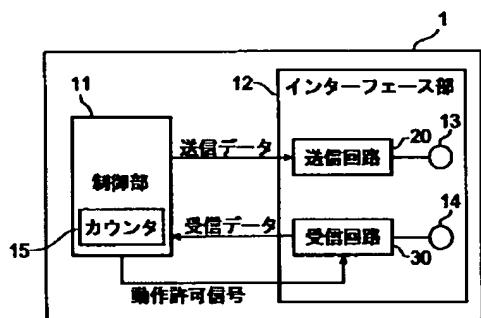 1
11
12
インターフェース部
20
13
送信データ
送信回路
制御部
14
受信データ
カウンタ
受信回路
15
30
動作許可信号